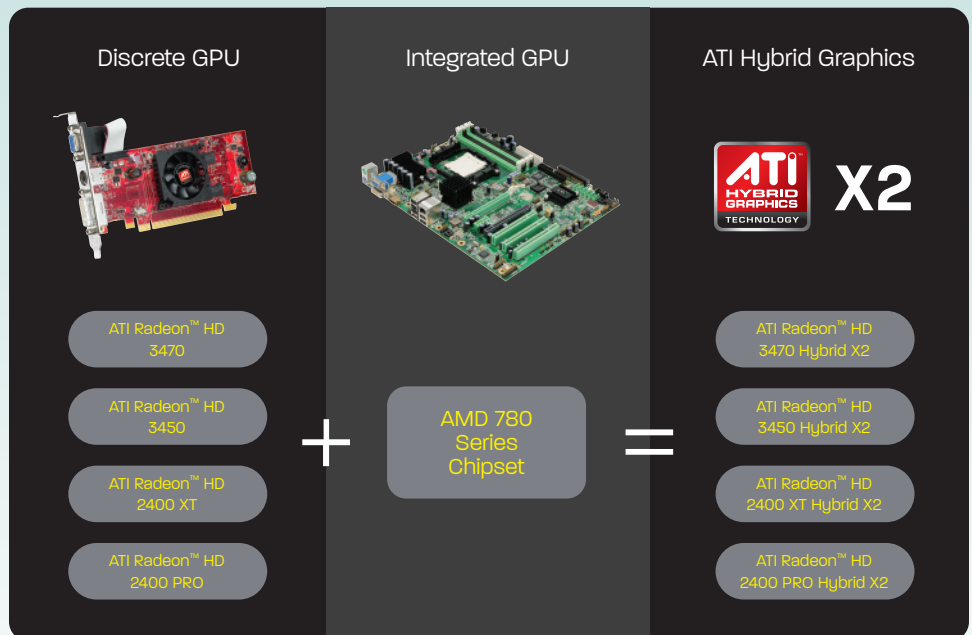 Discrete GPU
Integrated GPU
ATI Hybrid Graphics
ATI
HYBRID
GRAPHICS
TECHNOLOGY
X2
ATI Radeon™ HD
3470
ATI Radeon™ HD
3450
ATI Radeon™ HD
2400 XT
ATI Radeon™ HD
2400 PRO
+
AMD 780
Series
Chipset
=
ATI Radeon™ HD
3470 Hybrid X2
ATI Radeon™ HD
3450 Hybrid X2
ATI Radeon™ HD
2400 XT Hybrid X2
ATI Radeon™ HD
2400 PRO Hybrid X2